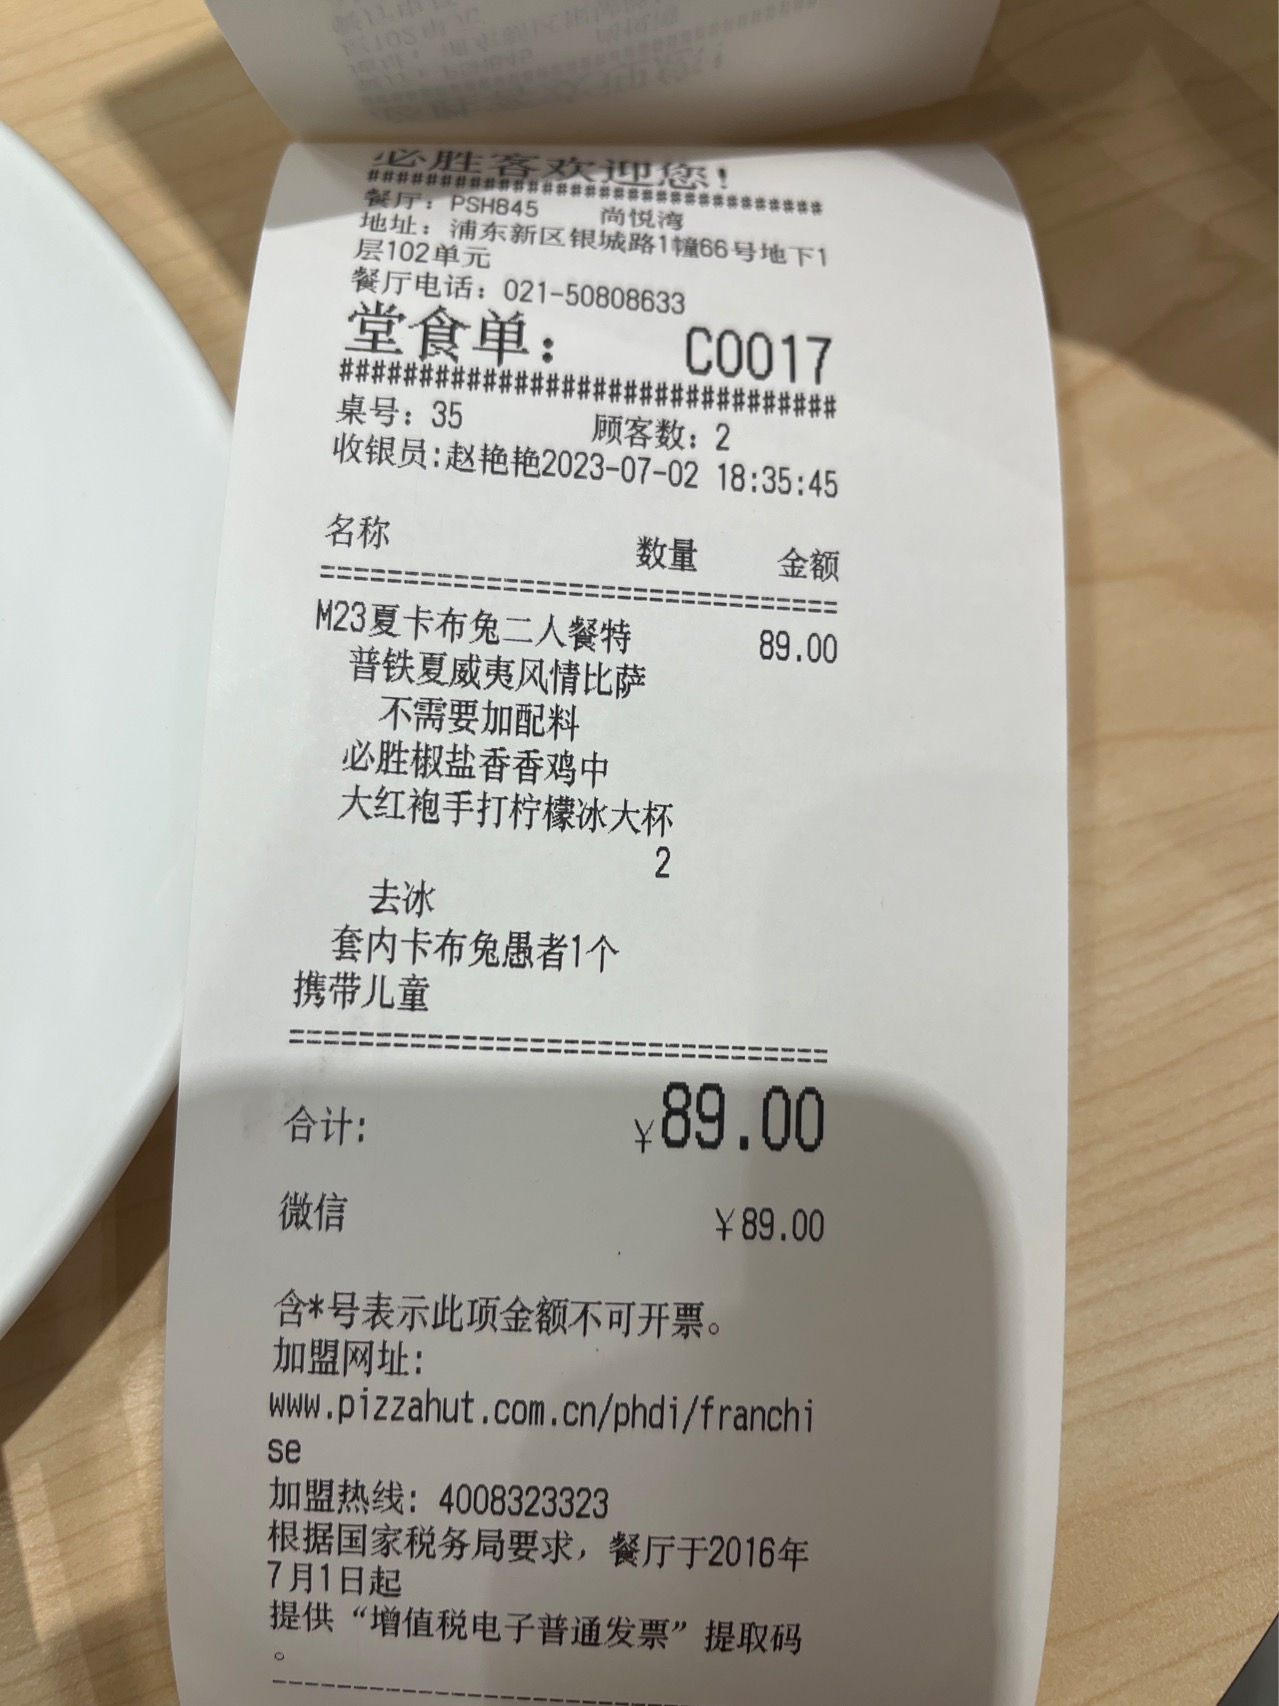 必胜客欢迎您！
##################################
餐厅：PSH845 尚悦湾
地址：浦东新区银城路1幢66号地下1
层102单元
餐厅电话：021-50808633
堂食单： C0017
##################################
桌号：35 顾客数：2
收银员:赵艳艳2023-07-02 18:35:45
名称 数量 金额
==================================
M23夏卡布兔二人餐特 89.00
普铁夏威夷风情比萨
不需要加配料
必胜椒盐香香鸡中
大红袍手打柠檬冰大杯
2
去冰
套内卡布兔愚者1个
携带儿童
==================================
合计: ￥89.00
微信 ￥89.00
含*号表示此项金额不可开票。
加盟网址:
www.pizzahut.com.cn/phdi/franchi
se
加盟热线: 4008323323
根据国家税务局要求，餐厅于2016年
7月1日起
提供“增值税电子普通发票”提取码
。
----------------------------------